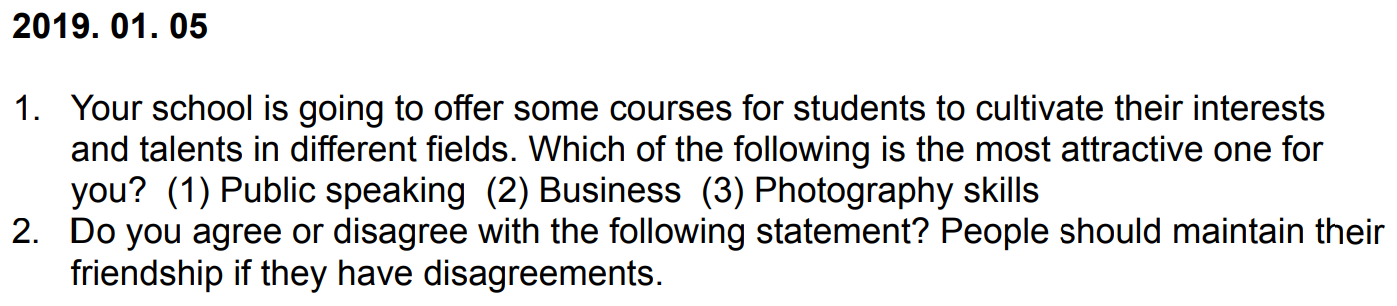 2019. 01. 05
1. Your school is going to offer some courses for students to cultivate their interests
and talents in different fields. Which of the following is the most attractive one for
you? (1) Public speaking (2) Business (3) Photography skills
2. Do you agree or disagree with the following statement? People should maintain their
friendship if they have disagreements.